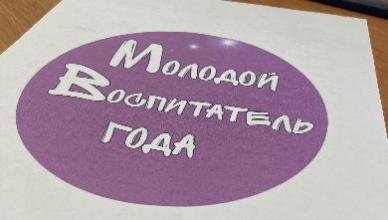 Молодой
Воспитатель
года